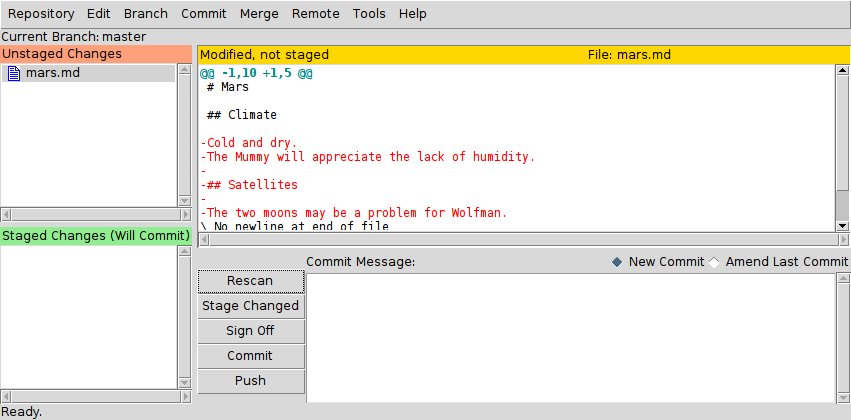 Repository Edit Branch Commit Merge Remote Tools Help
Current Branch: master
Unstaged Changes
mars.md
Staged Changes (Will Commit)
Modified, not staged File: mars.md
@@ -1,10 +1,5 @@
# Mars
## Climate
-Cold and dry.
-The Mummy will appreciate the lack of humidity.
-
-## Satellites
-
-The two moons may be a problem for Wolfman.
\ No newline at end of file
Commit Message: New Commit Amend Last Commit
Rescan
Stage Changed
Sign Off
Commit
Push
Ready.